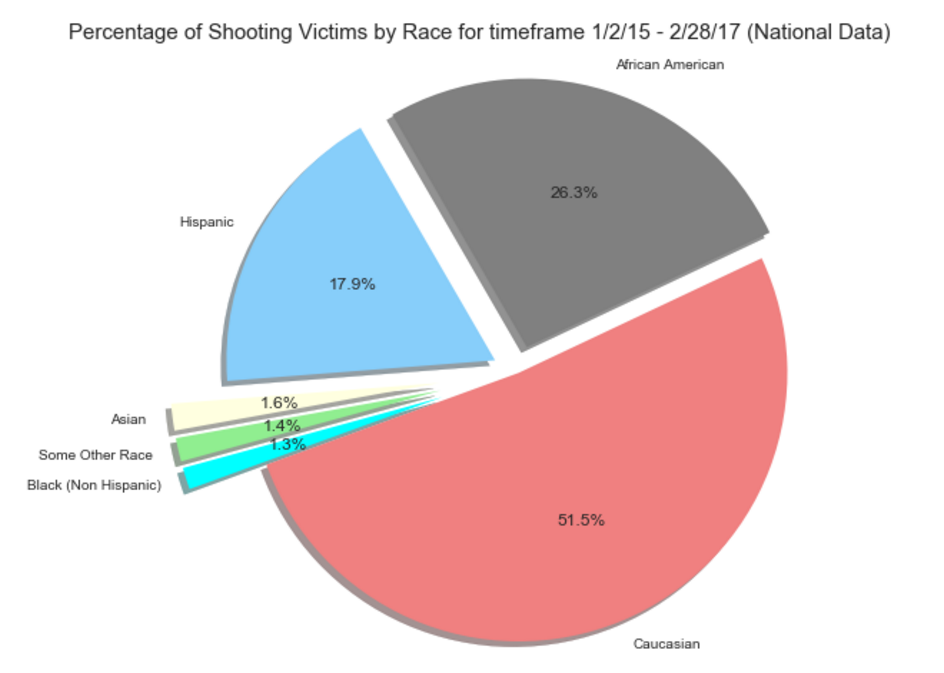 Percentage of Shooting Victims by Race for timeframe 1/2/15 - 2/28/17 (National Data)
African American
26.3%
Hispanic
17.9%
Asian
1.6%
Some Other Race
1.4%
Black (Non Hispanic)
1.3%
51.5%
Caucasian